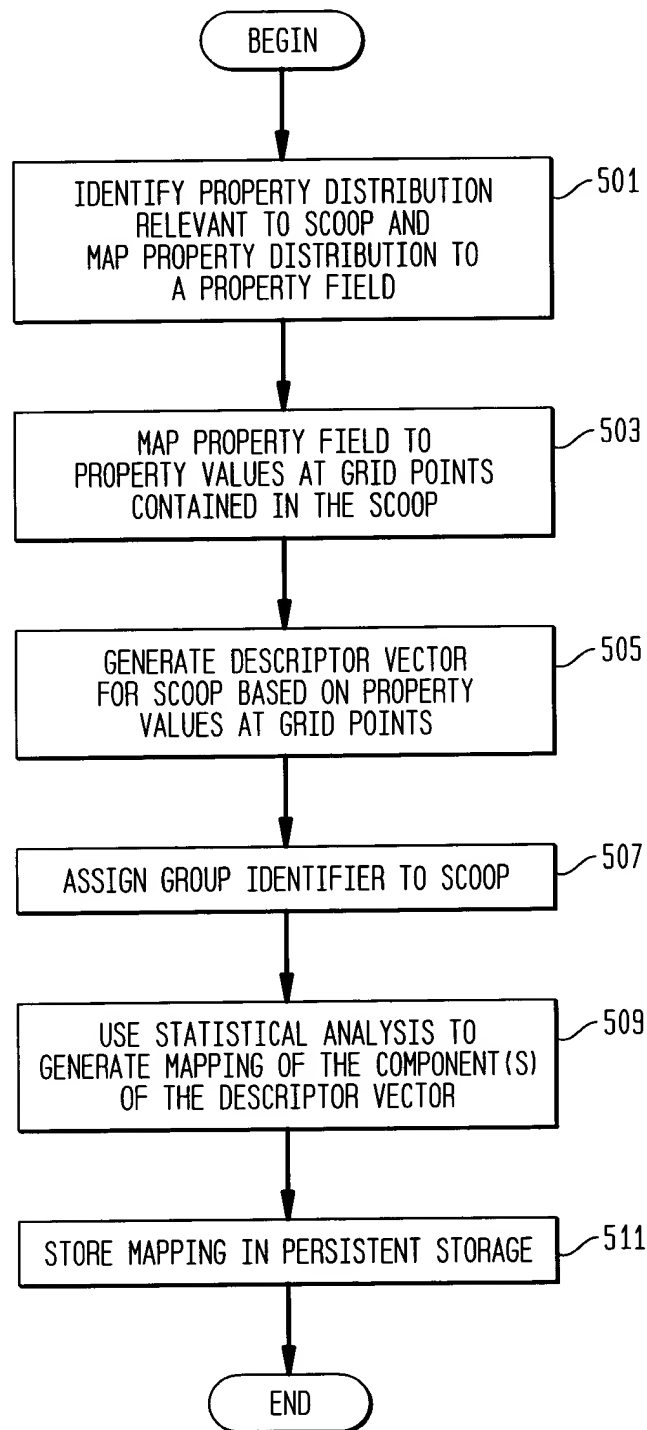 BEGIN
IDENTIFY PROPERTY DISTRIBUTION
RELEVANT TO SCOOP AND
MAP PROPERTY DISTRIBUTION TO
A PROPERTY FIELD
501
MAP PROPERTY FIELD TO
PROPERTY VALUES AT GRID POINTS
CONTAINED IN THE SCOOP
503
GENERATE DESCRIPTOR VECTOR
FOR SCOOP BASED ON PROPERTY
VALUES AT GRID POINTS
505
ASSIGN GROUP IDENTIFIER TO SCOOP
507
USE STATISTICAL ANALYSIS TO
GENERATE MAPPING OF THE COMPONENT(S)
OF THE DESCRIPTOR VECTOR
509
STORE MAPPING IN PERSISTENT STORAGE
511
END